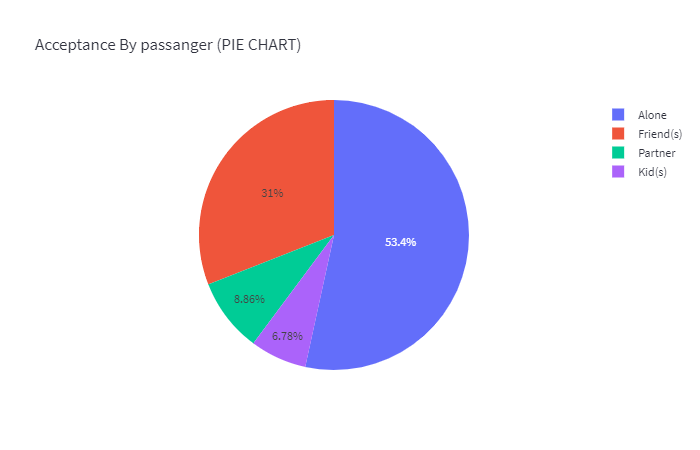 Acceptance By passanger (PIE CHART)
Alone
Friend(s)
Partner
Kid(s)
31%
53.4%
8.86%
6.78%